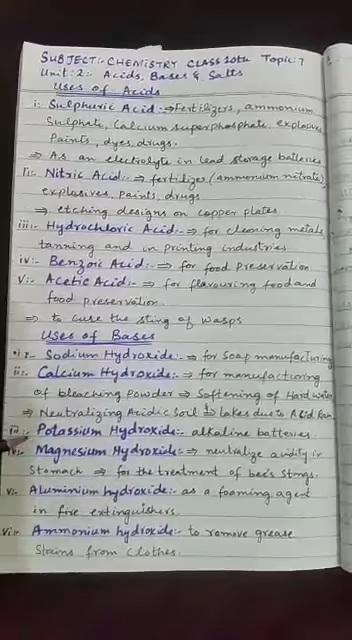 SUBJECT:- CHEMISTRY CLASS 10th Topic: 7
Unit: 2:- Acids, Bases & Salts
Uses of Acids
i:- Sulphuric Acid:- ⇒ Fertilizers, ammonium
Sulphate, Calcium superphosphate, explosives
Paints, dyes, drugs.
⇒ As an electrolyte in lead storage batteries
ii:- Nitric Acid:- ⇒ fertilizer (ammonium nitrate),
explosives, paints, drugs
⇒ etching designs on copper plates.
iii:- Hydrochloric Acid:- ⇒ for cleaning metals,
tanning and in printing industries
iv:- Benzoic Acid:- ⇒ for food preservation
v:- Acetic Acid:- ⇒ for flavouring food and
food preservation.
⇒ to cure the sting of wasps
Uses of Bases
i:- Sodium Hydroxide:- ⇒ for soap manufacturing
ii:- Calcium Hydroxide:- ⇒ for manufacturing
of bleaching powder ⇒ Softening of Hard water
⇒ Neutralizing Acidic Soil & lakes due to Acid Rain
iii:- Potassium Hydroxide:- alkaline batteries.
iv:- Magnesium Hydroxide:- ⇒ neutralize acidity in
Stomach ⇒ for the treatment of bee's Stings.
v:- Aluminium hydroxide:- as a foaming agent
in fire extinguishers.
vi:- Ammonium hydroxide:- to remove grease
Stains from clothes.